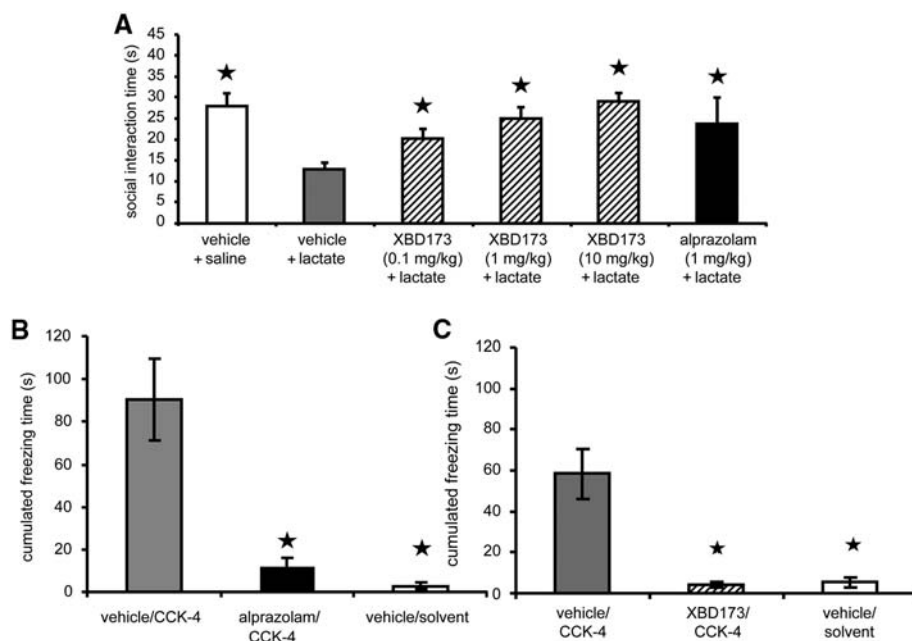 A
social interaction time (s)
45
40
35
30
25
20
15
10
5
0
vehicle vehicle XBD173 XBD173 XBD173 alprazolam
+ saline + lactate (0.1 mg/kg) (1 mg/kg) (10 mg/kg) (1 mg/kg)
+ lactate + lactate + lactate + lactate
B
cumulated freezing time (s)
120
100
80
60
40
20
0
vehicle/CCK-4 alprazolam/ vehicle/solvent
CCK-4
C
cumulated freezing time (s)
120
100
80
60
40
20
0
vehicle/ XBD173/ vehicle/
CCK-4 CCK-4 solvent